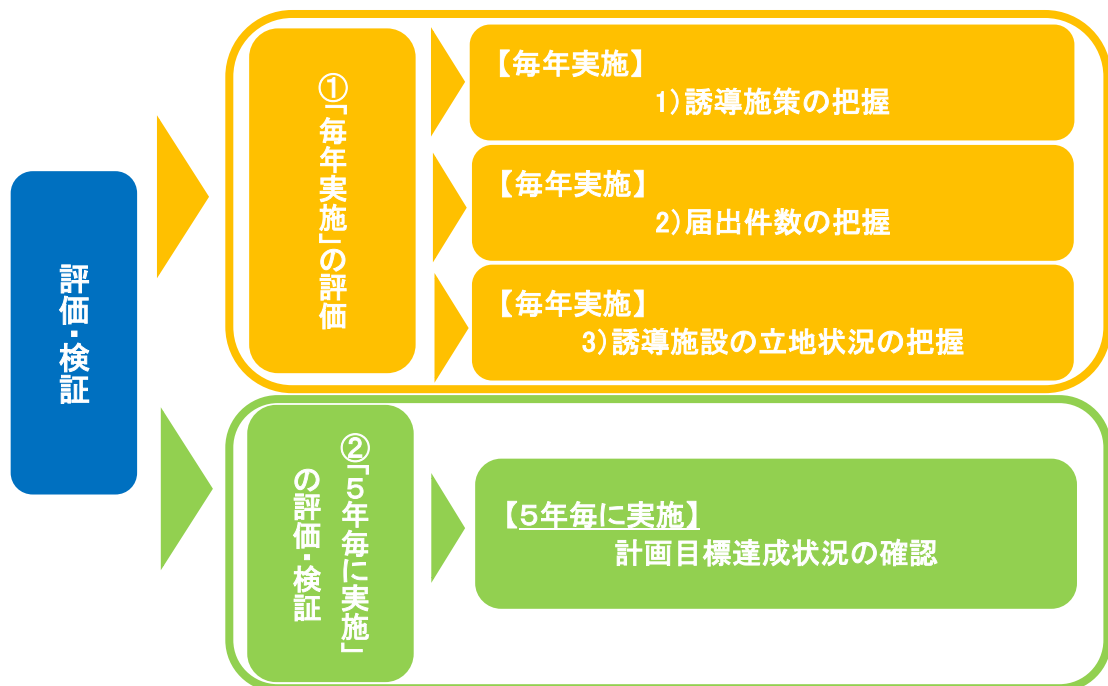 評価・検証
①「毎年実施」の評価
【毎年実施】
1)誘導施策の把握
【毎年実施】
2)届出件数の把握
【毎年実施】
3)誘導施設の立地状況の把握
②「5年毎に実施」
の評価・検証
【5年毎に実施】
計画目標達成状況の確認